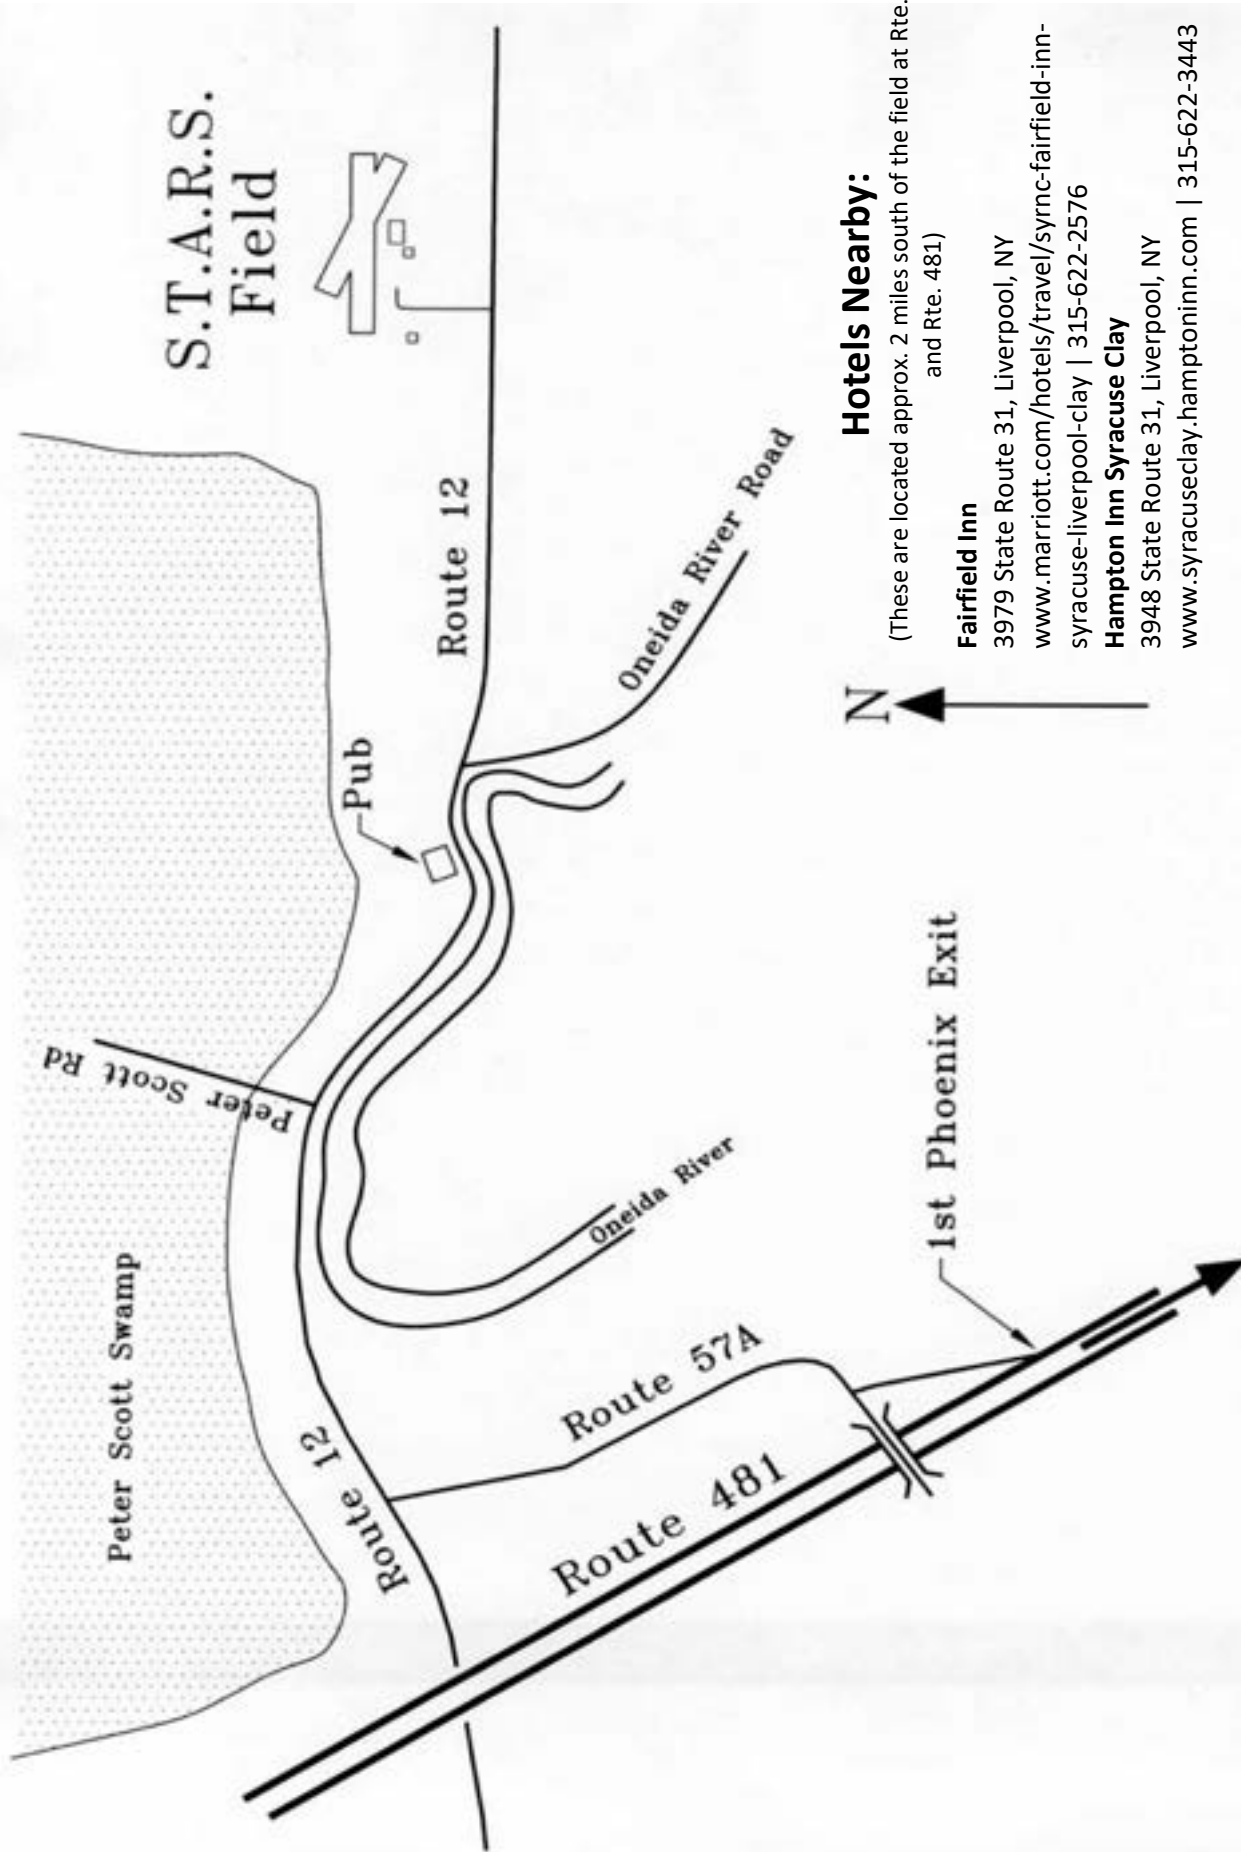 S.T.A.R.S.
Field
Peter Scott Swamp
Peter Scott Rd
Pub
Route 12
Route 12
Oneida River Road
Oneida River
Route 57A
Route 481
1st Phoenix Exit
N
Hotels Nearby:
(These are located approx. 2 miles south of the field at Rte.
and Rte. 481)
Fairfield Inn
3979 State Route 31, Liverpool, NY
www.marriott.com/hotels/travel/syrnc-fairfield-inn-
syracuse-liverpool-clay | 315-622-2576
Hampton Inn Syracuse Clay
3948 State Route 31, Liverpool, NY
www.syracuseclay.hamptoninn.com | 315-622-3443